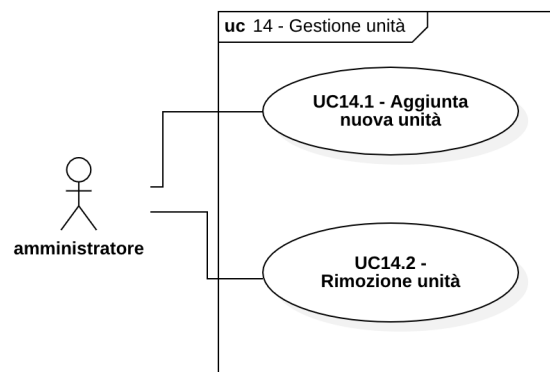 uc 14 - Gestione unità
UC14.1 - Aggiunta
nuova unità
amministratore
UC14.2 -
Rimozione unità